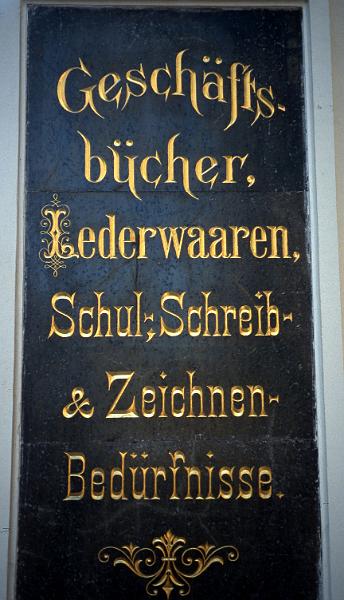 Geschäfts-
bücher,
Lederwaaren,
Schul-, Schreib-
& Zeichnen-
Bedürfnisse.